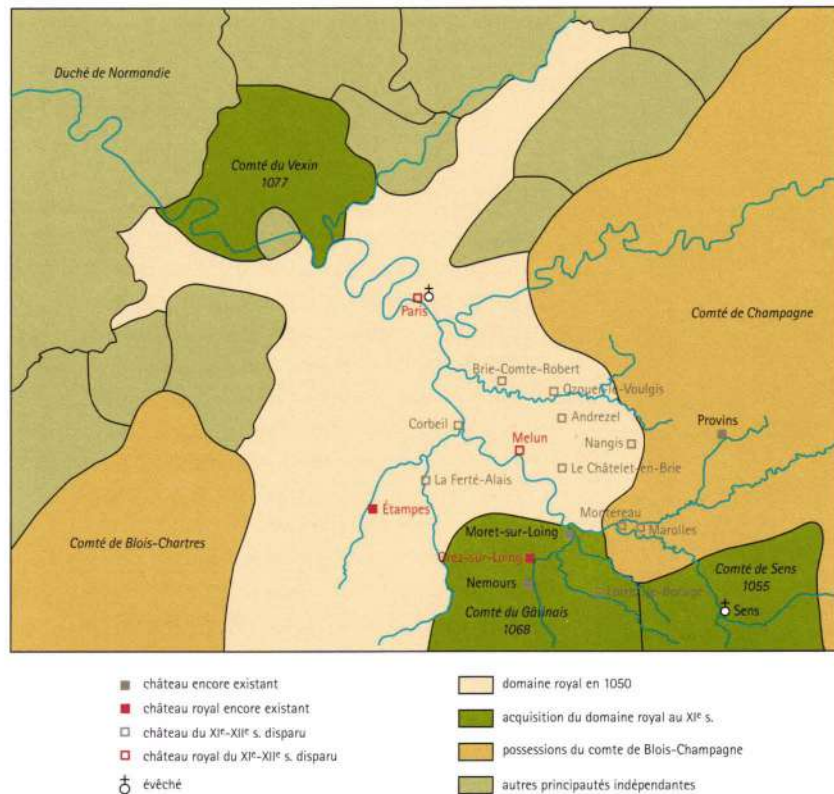 Duché de Normandie
Comté du Vexin
1077
Paris
Comté de Champagne
Brie-Comte-Robert
Ozouer-le-Voulgis
Andrezel
Corbeil
Provins
Melun
Nangis
Le Châtelet-en-Brie
La Ferté-Alais
Étampes
Montereau
Moret-sur-Loing
Marolles
Comté de Blois-Chartres
Grez-sur-Loing
Comté de Sens
1055
Nemours
Sens
Comté du Gâtinais
1068
château encore existant
château royal encore existant
château du XIe-XIIe s. disparu
château royal du XIe-XIIe s. disparu
évêché
domaine royal en 1050
acquisition du domaine royal au XIe s.
possessions du comte de Blois-Champagne
autres principautés indépendantes